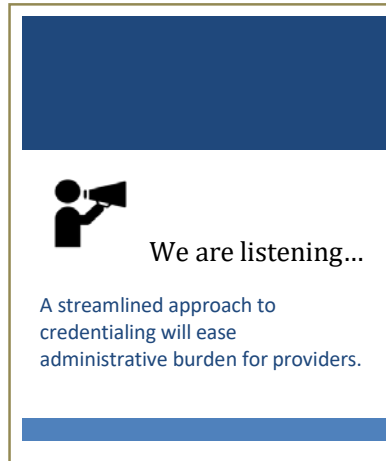 We are listening…
A streamlined approach to
credentialing will ease
administrative burden for providers.